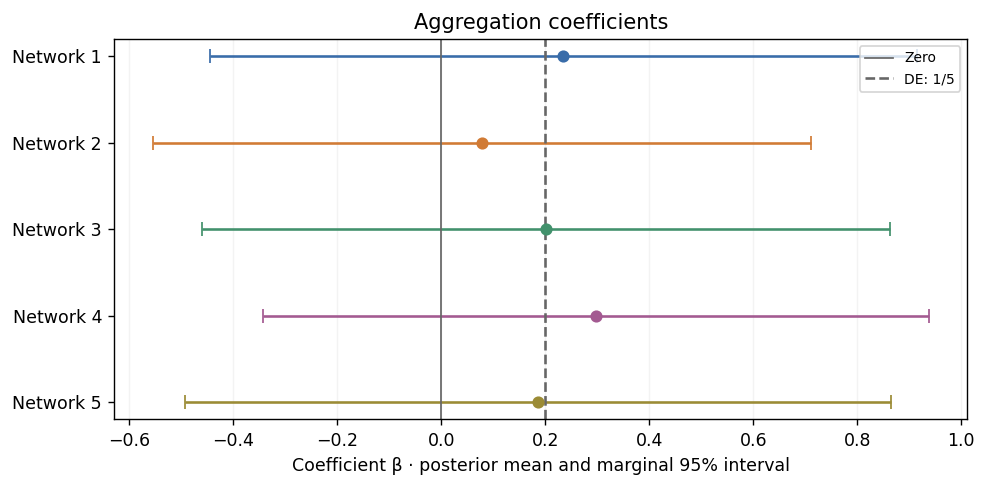 Aggregation coefficients
Network 1
Network 2
Network 3
Network 4
Network 5
Zero
DE: 1/5
−0.6 −0.4 −0.2 0.0 0.2 0.4 0.6 0.8 1.0
Coefficient β · posterior mean and marginal 95% interval